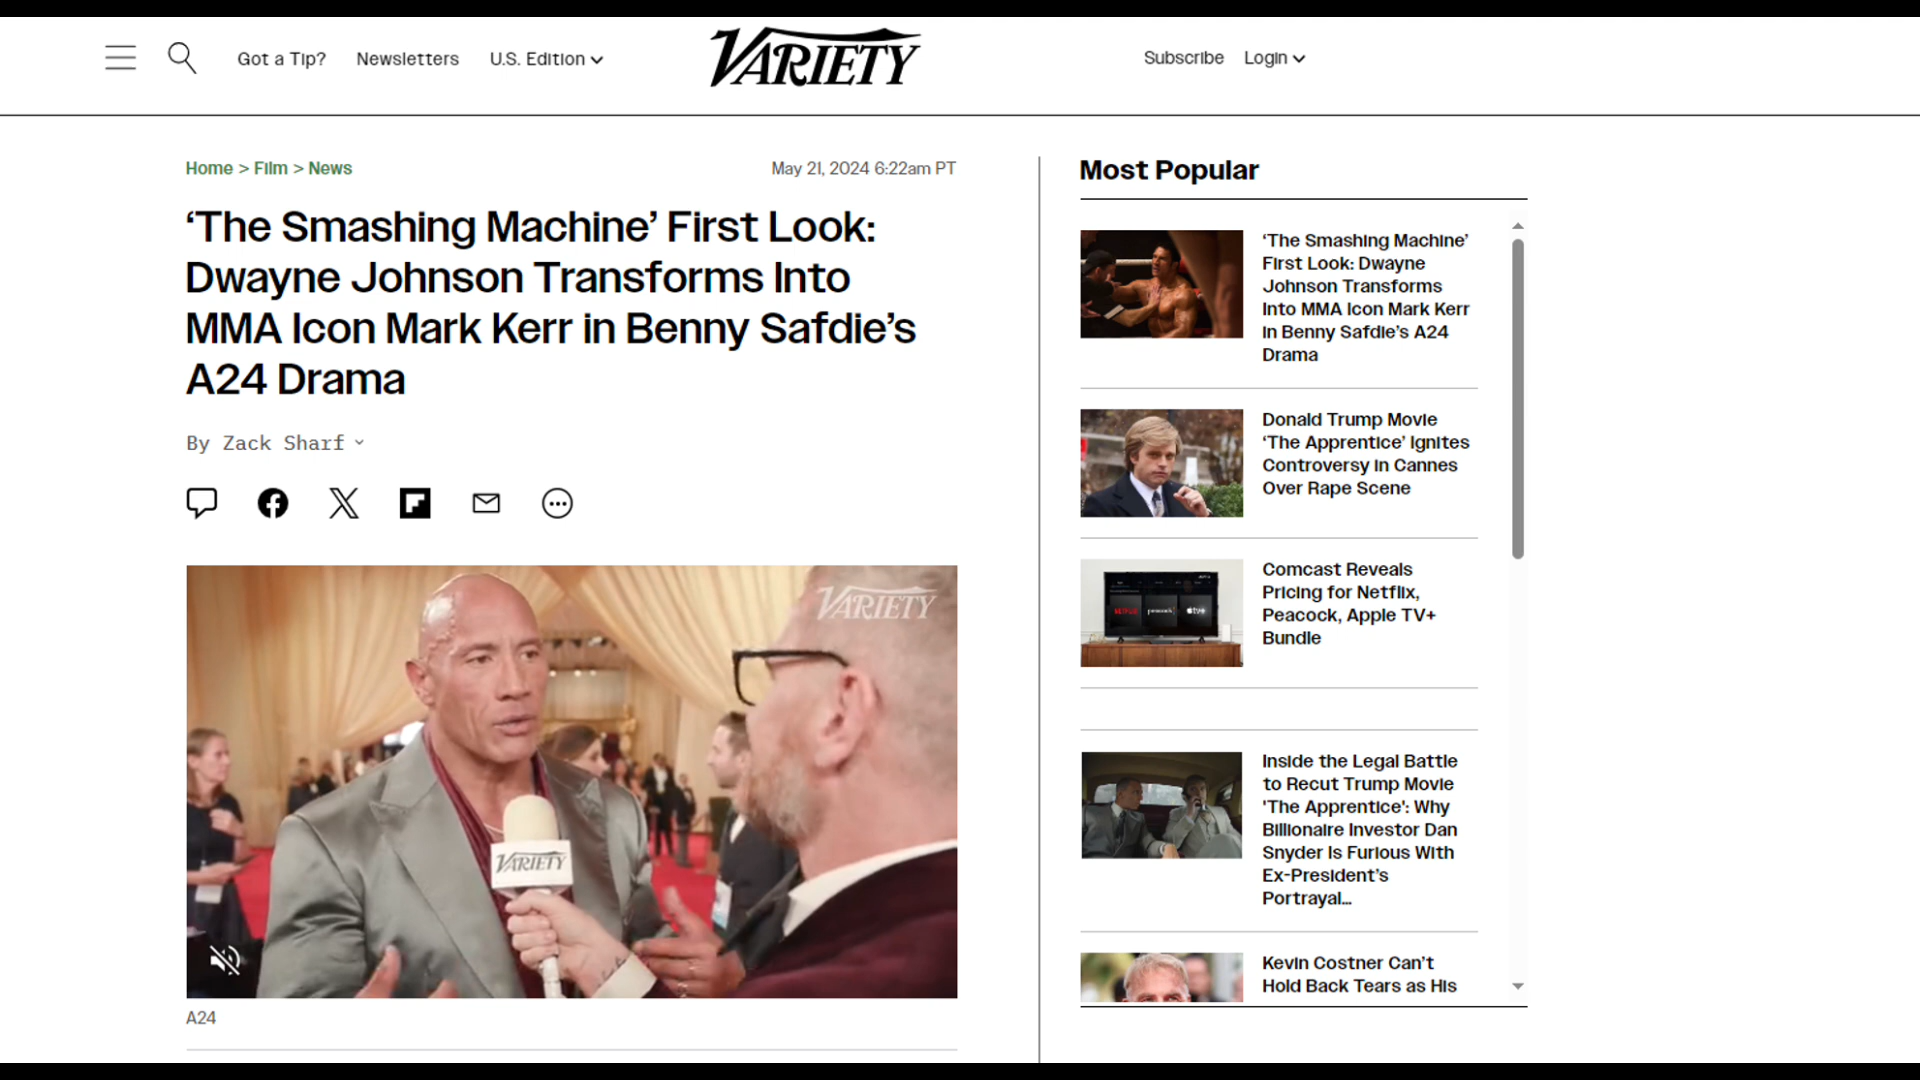 Got a Tip?
Newsletters
U.S. Edition
VARIETY
Subscribe
Login
Home > Film > News
May 21, 2024 6:22am PT
‘The Smashing Machine’ First Look:
Dwayne Johnson Transforms Into
MMA Icon Mark Kerr in Benny Safdie’s
A24 Drama
By Zack Sharf
VARIETY
VARIETY
A24
Most Popular
‘The Smashing Machine’
First Look: Dwayne
Johnson Transforms
Into MMA Icon Mark Kerr
in Benny Safdie’s A24
Drama
Donald Trump Movie
‘The Apprentice’ Ignites
Controversy in Cannes
Over Rape Scene
NETFLIX
peacock
tv+
Comcast Reveals
Pricing for Netflix,
Peacock, Apple TV+
Bundle
Inside the Legal Battle
to Recut Trump Movie
'The Apprentice': Why
Billionaire Investor Dan
Snyder Is Furious With
Ex-President’s
Portrayal...
Kevin Costner Can’t
Hold Back Tears as His